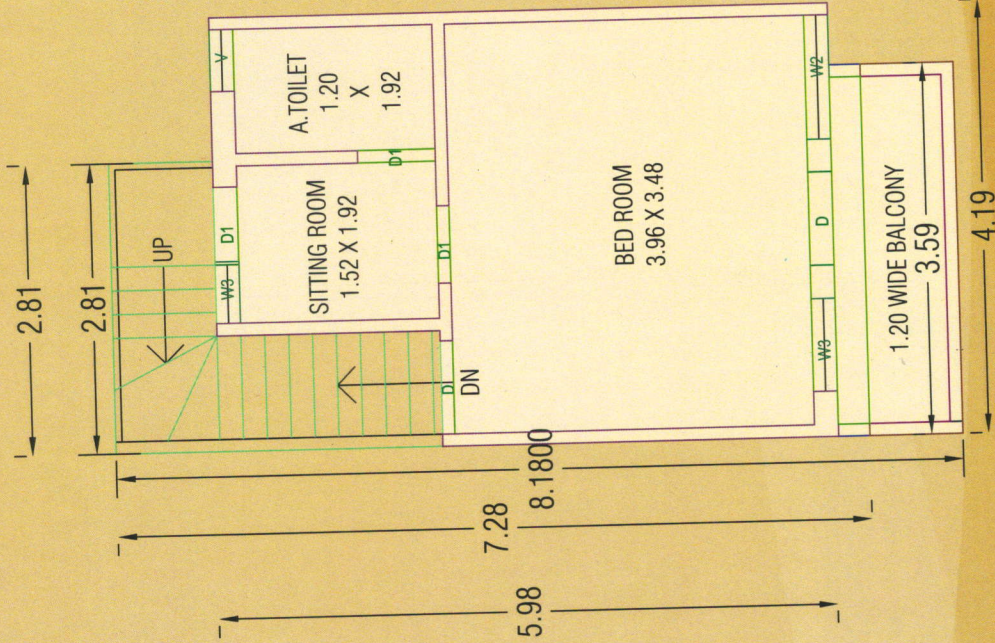 2.81
2.81
UP
V
A.TOILET
1.20
X
1.92
D1
W3
SITTING ROOM
1.52 X 1.92
D1
D1
D
DN
BED ROOM
3.96 X 3.48
W2
D
W3
1.20 WIDE BALCONY
3.59
4.19
8.1800
7.28
5.98